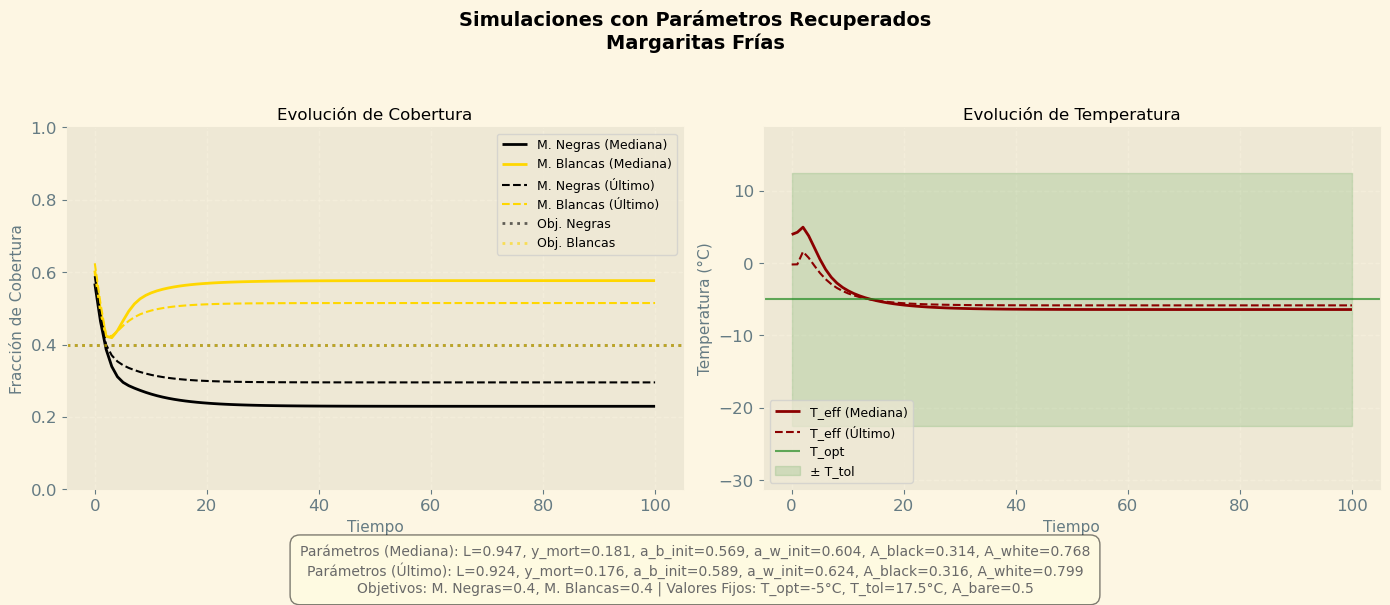 Simulaciones con Parámetros Recuperados
Margaritas Frías
Evolución de Cobertura
Fracción de Cobertura
1.0
0.8
0.6
0.4
0.2
0.0
0
20
40
60
80
100
Tiempo
M. Negras (Mediana)
M. Blancas (Mediana)
M. Negras (Último)
M. Blancas (Último)
Obj. Negras
Obj. Blancas
Evolución de Temperatura
Temperatura (°C)
10
0
−10
−20
−30
0
20
40
60
80
100
Tiempo
T_eff (Mediana)
T_eff (Último)
T_opt
± T_tol
Parámetros (Mediana): L=0.947, y_mort=0.181, a_b_init=0.569, a_w_init=0.604, A_black=0.314, A_white=0.768
Parámetros (Último): L=0.924, y_mort=0.176, a_b_init=0.589, a_w_init=0.624, A_black=0.316, A_white=0.799
Objetivos: M. Negras=0.4, M. Blancas=0.4 | Valores Fijos: T_opt=-5°C, T_tol=17.5°C, A_bare=0.5